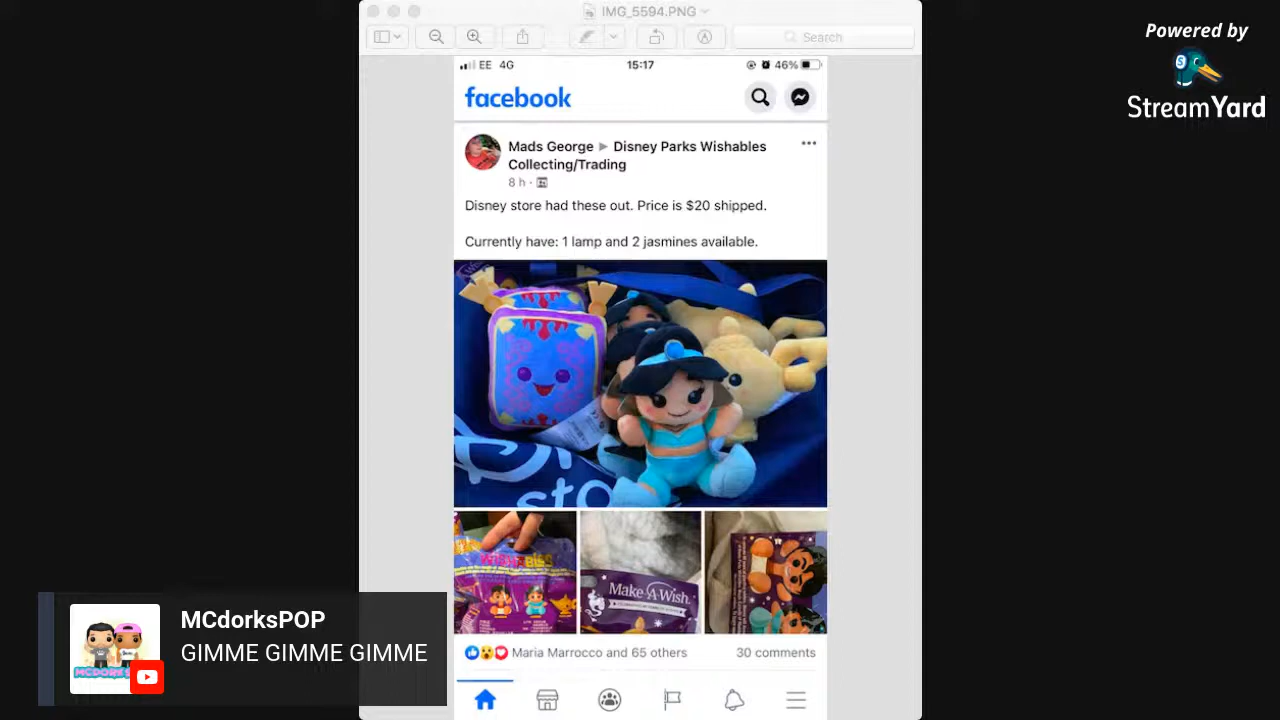 IMG_5594.PNG
Search
Powered by
StreamYard
EE 4G
15:17
46%
facebook
Mads George ▶ Disney Parks Wishables
Collecting/Trading
8 h ·
Disney store had these out. Price is $20 shipped.
Currently have: 1 lamp and 2 jasmines available.
sto
WISHABLES
Make-A-Wish.
Maria Marrocco and 65 others
30 comments
MCdorksPOP
GIMME GIMME GIMME